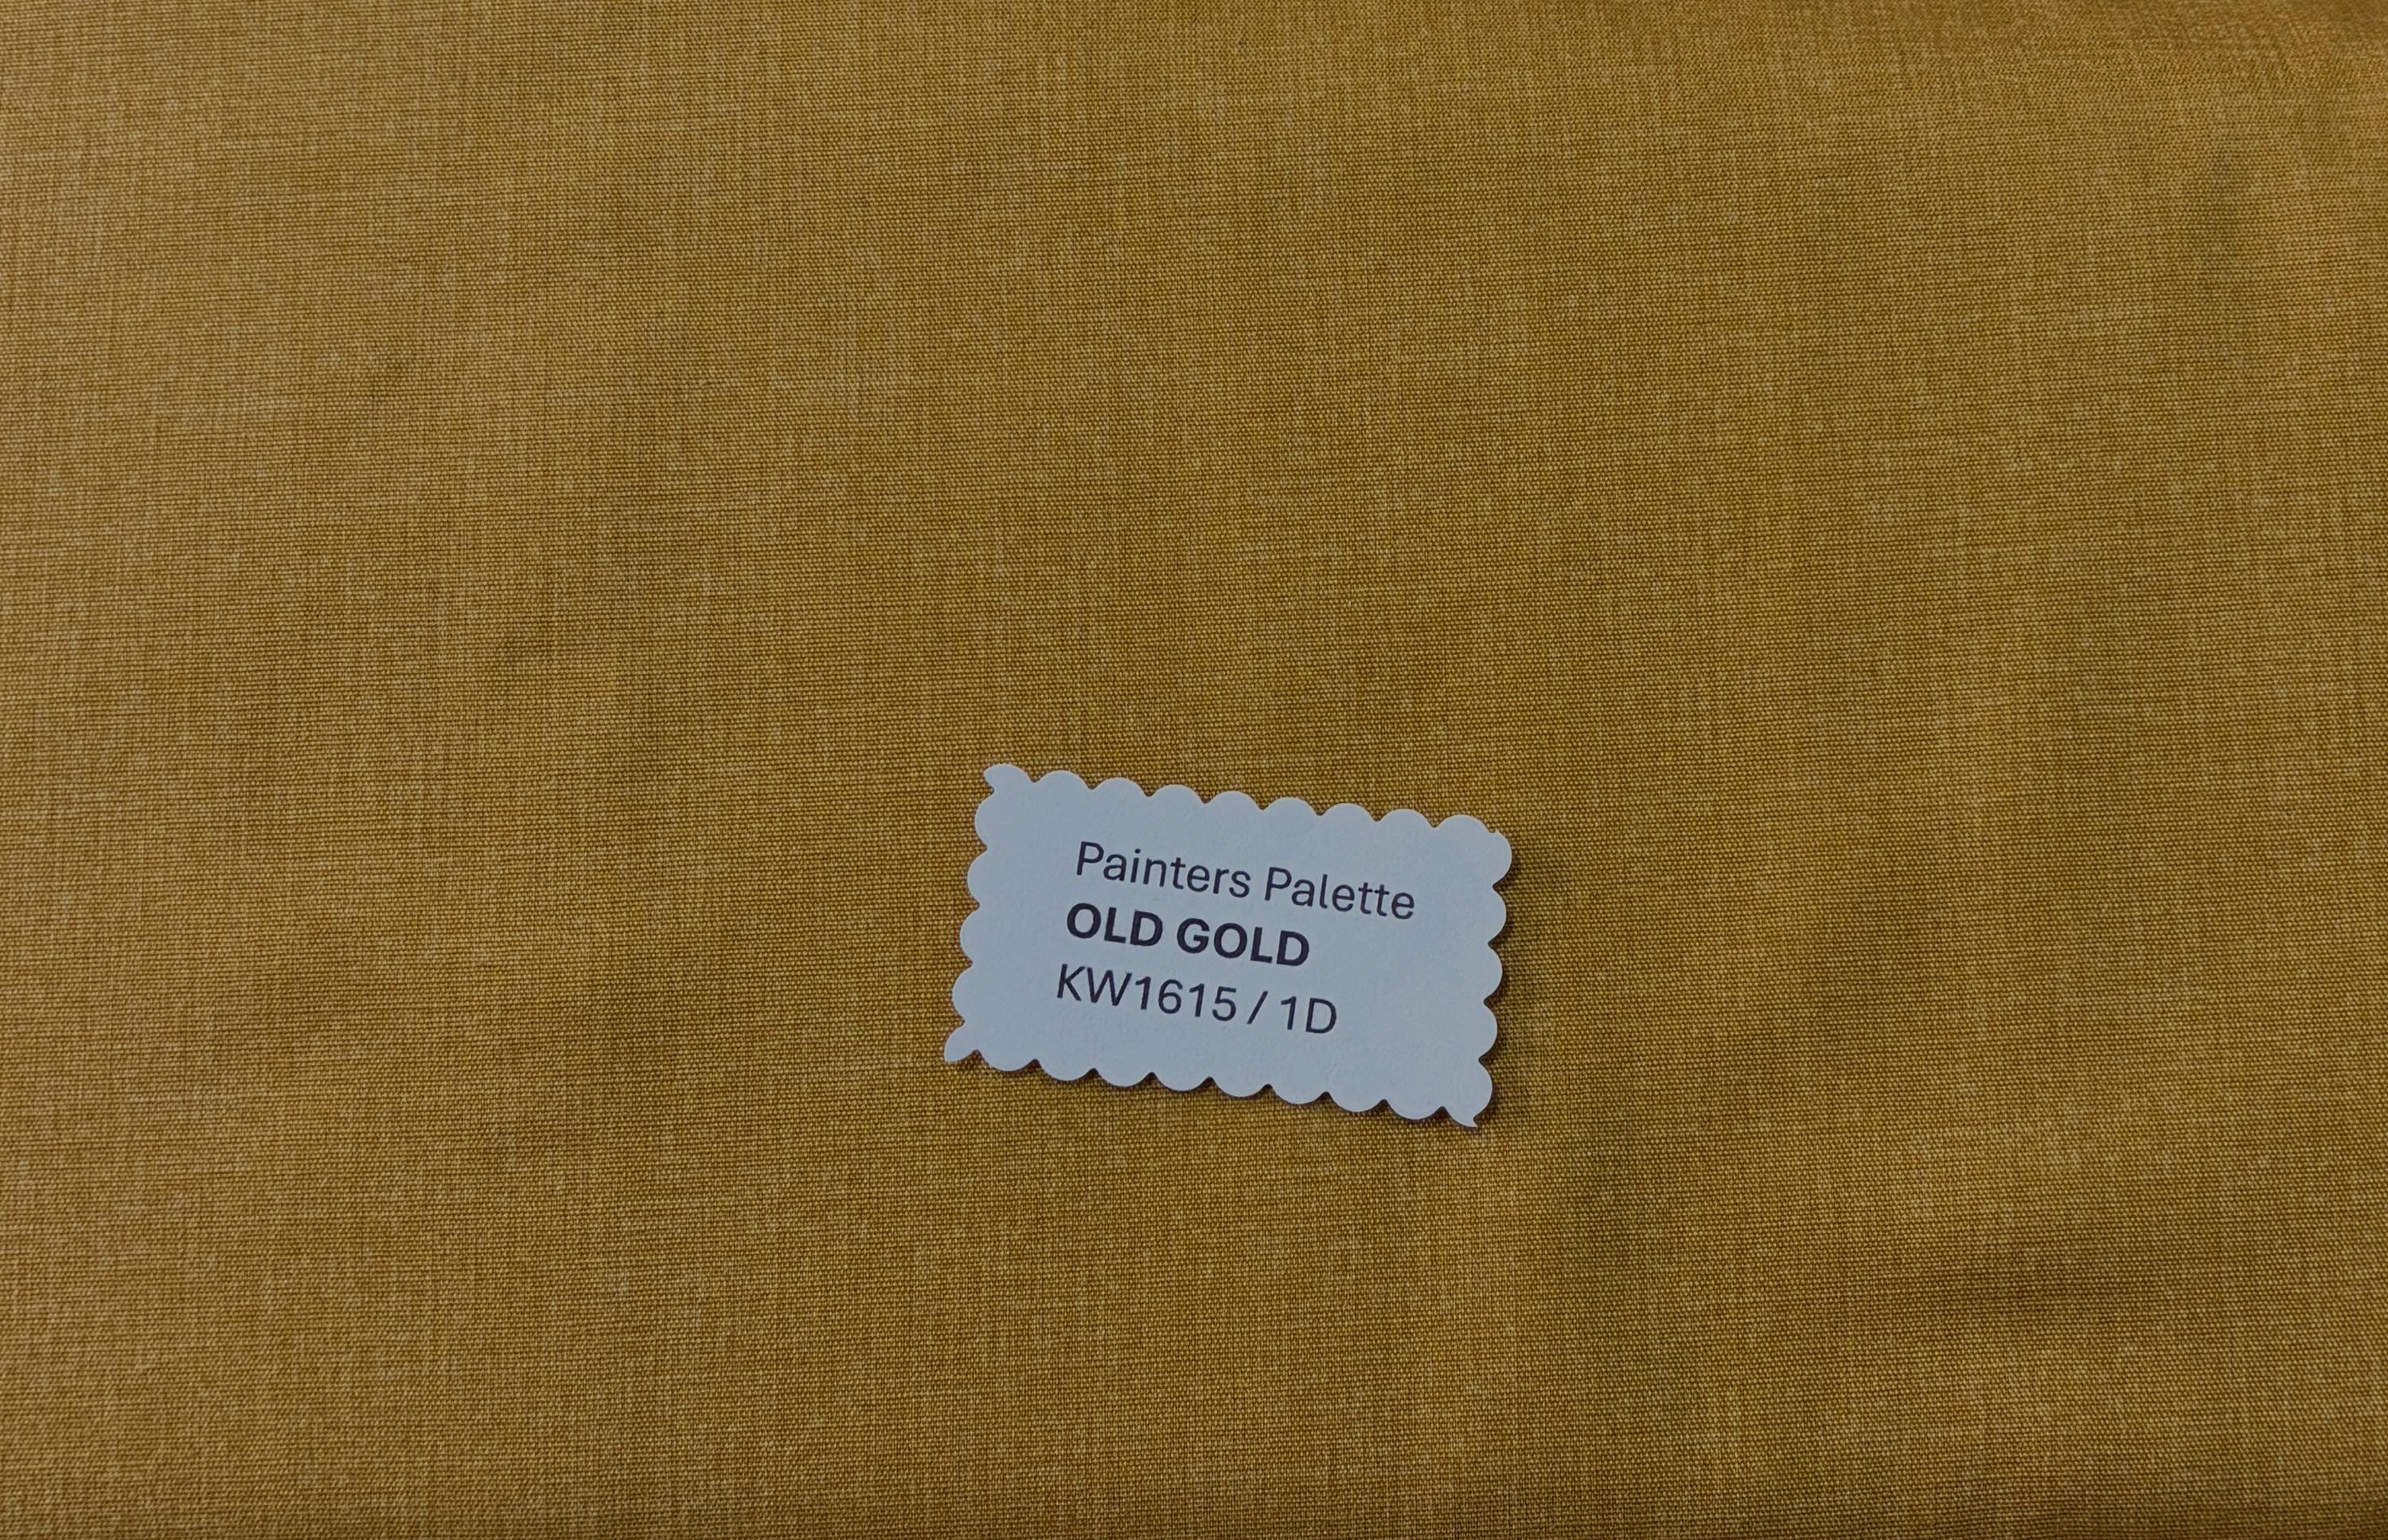 Painters Palette
OLD GOLD
KW1615 / 1D